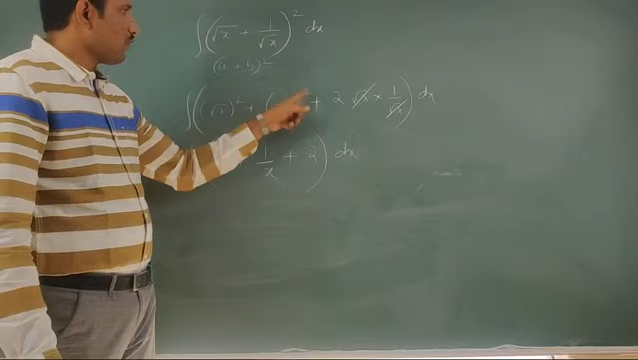 ∫(√x + 1/√x)² dx
(a + b)²
∫((√x)² + ( + 2 √x × 1/√x) dx
1/x + 2) dx